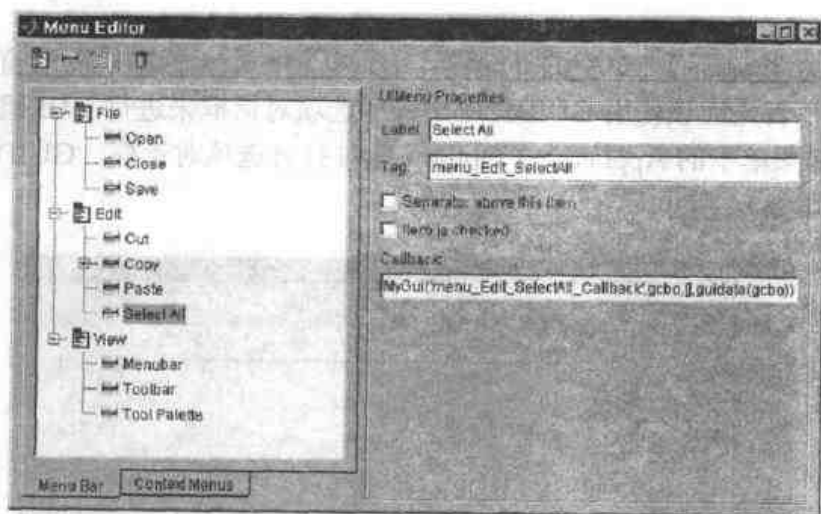 Menu Editor
UIMenu Properties
File
Open
Close
Save
Edit
Cut
Copy
Paste
Select All
View
Menubar
Toolbar
Tool Palette
Label: Select All
Tag: menu_Edit_SelectAll
Separator above this item
Item is checked
Callback:
MyGui('menu_Edit_SelectAll_Callback',gcbo,[],guidata(gcbo))
Menu Bar
Context Menus